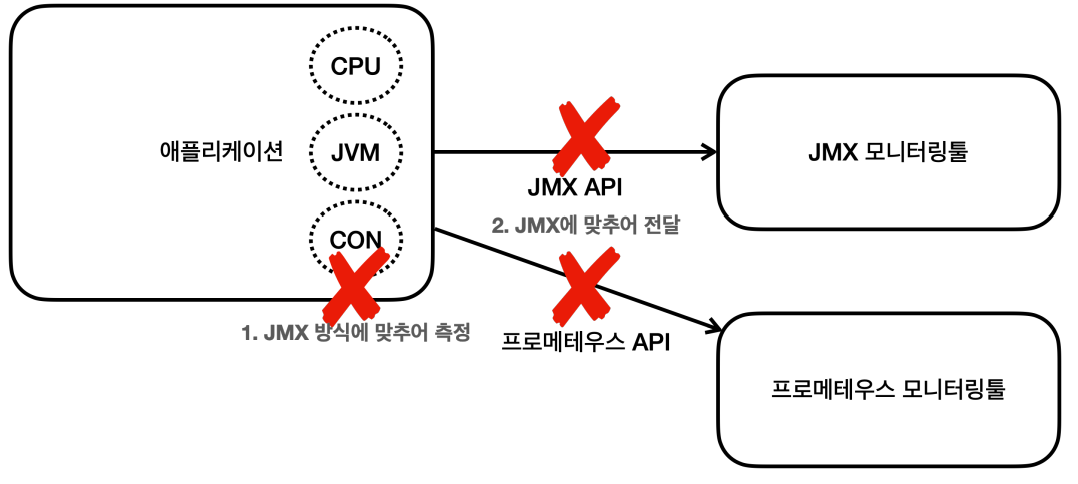 CPU
애플리케이션
JVM
CON
1. JMX 방식에 맞추어 측정
JMX API
2. JMX에 맞추어 전달
프로메테우스 API
JMX 모니터링툴
프로메테우스 모니터링툴